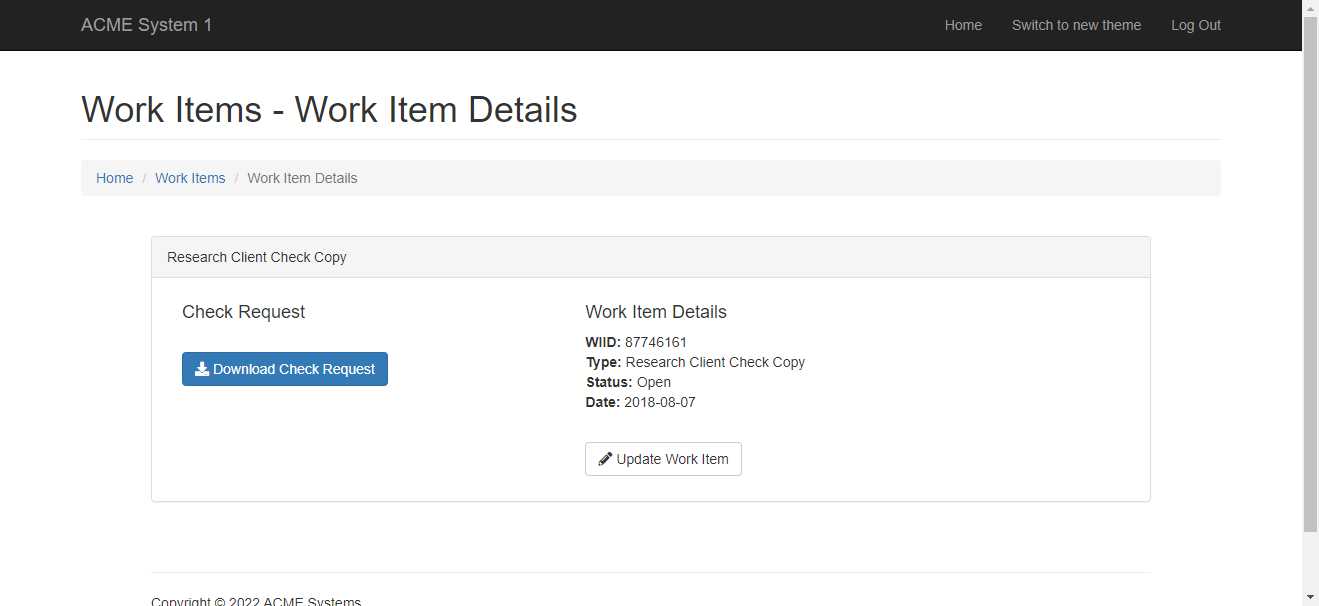 ACME System 1 Home Switch to new theme Log Out
Work Items - Work Item Details
Home / Work Items / Work Item Details
Research Client Check Copy
Check Request
Download Check Request
Work Item Details
WIID: 87746161
Type: Research Client Check Copy
Status: Open
Date: 2018-08-07
Update Work Item
Copyright © 2022 ACME Systems